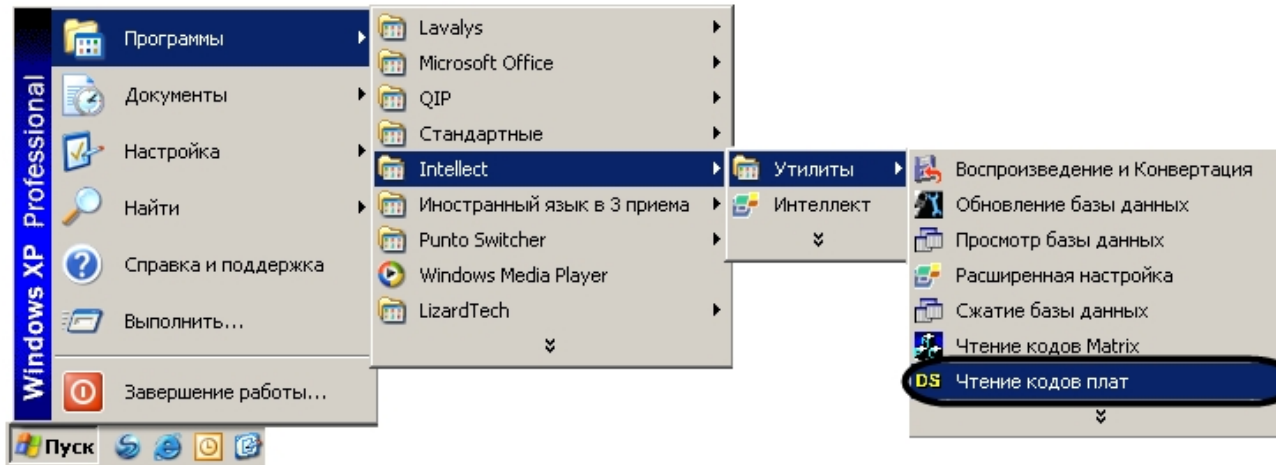 Windows XP Professional
Программы
Документы
Настройка
Найти
Справка и поддержка
Выполнить...
Завершение работы...
Пуск
Lavalys
Microsoft Office
QIP
Стандартные
Intellect
Иностранный язык в 3 приема
Punto Switcher
Windows Media Player
LizardTech
Утилиты
Интеллект
Воспроизведение и Конвертация
Обновление базы данных
Просмотр базы данных
Расширенная настройка
Сжатие базы данных
Чтение кодов Matrix
DS Чтение кодов плат